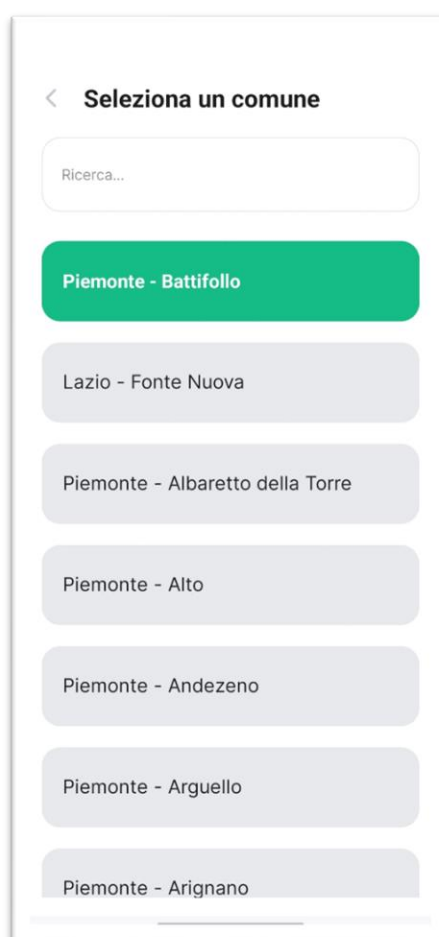 Seleziona un comune
Ricerca...
Piemonte - Battifollo
Lazio - Fonte Nuova
Piemonte - Albaretto della Torre
Piemonte - Alto
Piemonte - Andezeno
Piemonte - Arguello
Piemonte - Arignano